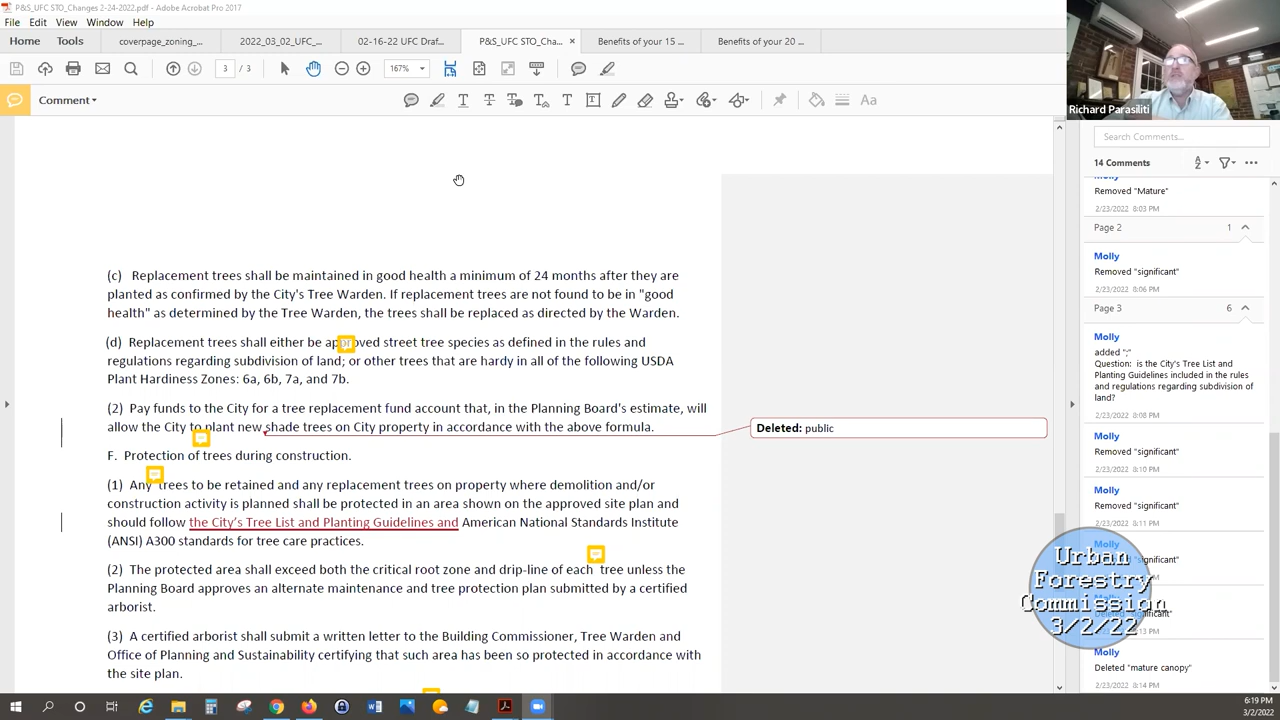 P&S_UFC_STO_Changes 2-24-2022.pdf - Adobe Acrobat Pro 2017
File Edit View Window Help
Home Tools coverpage_zoning_... 2022_03_02_UFC_... 02-16-22 UFC Draf... P&S_UFC STO_Cha... × Benefits of your 15 ... Benefits of your 20 ...
3 / 3 167%
Comment
Aa
Richard Parasiliti
(c) Replacement trees shall be maintained in good health a minimum of 24 months after they are
planted as confirmed by the City's Tree Warden. If replacement trees are not found to be in "good
health" as determined by the Tree Warden, the trees shall be replaced as directed by the Warden.
(d) Replacement trees shall either be approved street tree species as defined in the rules and
regulations regarding subdivision of land; or other trees that are hardy in all of the following USDA
Plant Hardiness Zones: 6a, 6b, 7a, and 7b.
(2) Pay funds to the City for a tree replacement fund account that, in the Planning Board's estimate, will
allow the City to plant new shade trees on City property in accordance with the above formula.
Deleted: public
F. Protection of trees during construction.
(1) Any trees to be retained and any replacement trees on property where demolition and/or
construction activity is planned shall be protected in an area shown on the approved site plan and
should follow the City's Tree List and Planting Guidelines and American National Standards Institute
(ANSI) A300 standards for tree care practices.
(2) The protected area shall exceed both the critical root zone and drip-line of each tree unless the
Planning Board approves an alternate maintenance and tree protection plan submitted by a certified
arborist.
(3) A certified arborist shall submit a written letter to the Building Commissioner, Tree Warden and
Office of Planning and Sustainability certifying that such area has been so protected in accordance with
the site plan.
Search Comments...
14 Comments
Molly
Removed "Mature"
2/23/2022 8:03 PM
Page 2 1
Molly
Removed "significant"
2/23/2022 8:06 PM
Page 3 6
Molly
added ";"
Question: is the City's Tree List and
Planting Guidelines included in the rules
and regulations regarding subdivision of
land?
2/23/2022 8:08 PM
Molly
Removed "significant"
2/23/2022 8:10 PM
Molly
Removed "significant"
2/23/2022 8:11 PM
Molly
"significant"
PM
Deleted "significant"
8:13 PM
Molly
Deleted "mature canopy"
2/23/2022 8:14 PM
Urban
Forestry
Commission
3/2/22
6:19 PM
3/2/2022